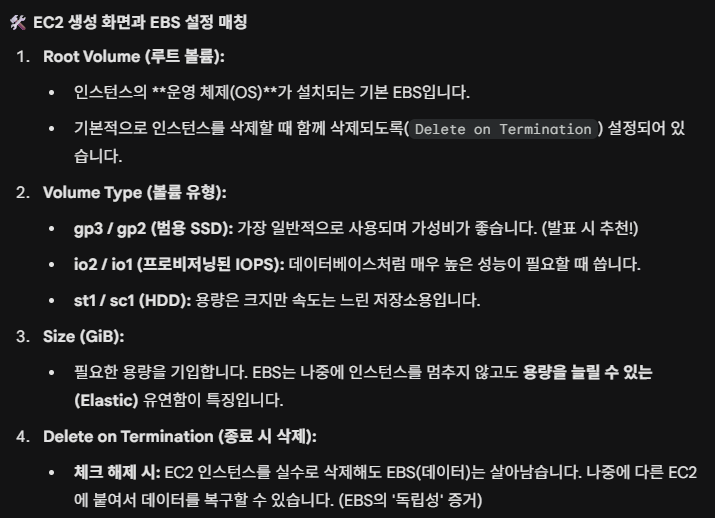 🛠️ EC2 생성 화면과 EBS 설정 매칭
1. Root Volume (루트 볼륨):
• 인스턴스의 **운영 체제(OS)**가 설치되는 기본 EBS입니다.
• 기본적으로 인스턴스를 삭제할 때 함께 삭제되도록(Delete on Termination) 설정되어 있
습니다.
2. Volume Type (볼륨 유형):
• gp3 / gp2 (범용 SSD): 가장 일반적으로 사용되며 가성비가 좋습니다. (발표 시 추천!)
• io2 / io1 (프로비저닝된 IOPS): 데이터베이스처럼 매우 높은 성능이 필요할 때 씁니다.
• st1 / sc1 (HDD): 용량은 크지만 속도는 느린 저장소용입니다.
3. Size (GiB):
• 필요한 용량을 기입합니다. EBS는 나중에 인스턴스를 멈추지 않고도 용량을 늘릴 수 있는
(Elastic) 유연함이 특징입니다.
4. Delete on Termination (종료 시 삭제):
• 체크 해제 시: EC2 인스턴스를 실수로 삭제해도 EBS(데이터)는 살아남습니다. 나중에 다른 EC2
에 붙여서 데이터를 복구할 수 있습니다. (EBS의 '독립성' 증거)